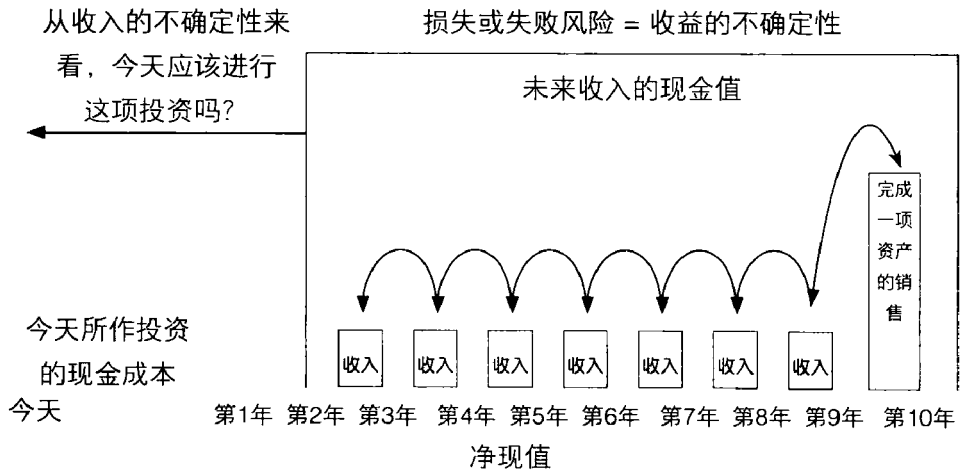 从收入的不确定性来
看，今天应该进行
这项投资吗？
损失或失败风险 = 收益的不确定性
未来收入的现金值
完成
一项
资产
的销
售
今天所作投资
的现金成本
收入 收入 收入 收入 收入 收入 收入
今天 第1年 第2年 第3年 第4年 第5年 第6年 第7年 第8年 第9年 第10年
净现值